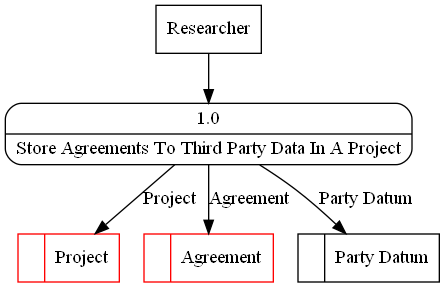 Researcher
1.0
Store Agreements To Third Party Data In A Project
Project
Agreement
Party Datum
Project
Agreement
Party Datum